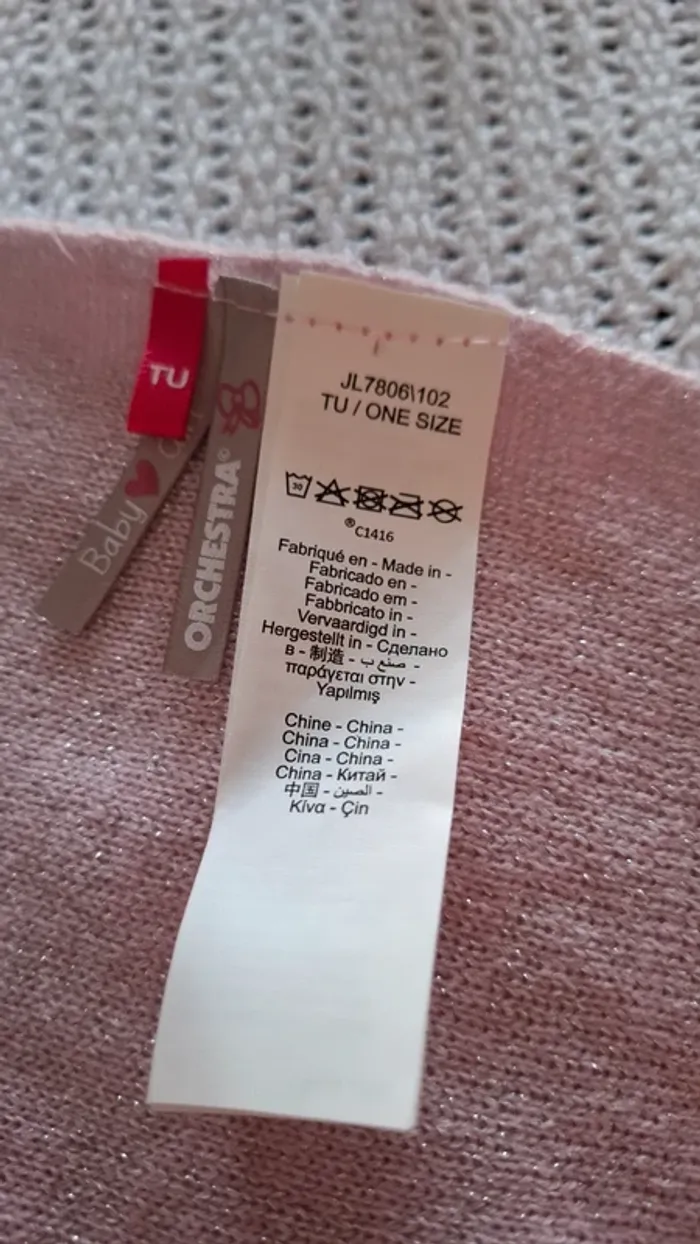 TU
Baby
ORCHESTRA®
JL7806\102
TU / ONE SIZE
30
®C1416
Fabriqué en - Made in -
Fabricado en -
Fabricado em -
Fabbricato in -
Vervaardigd in -
Hergestellt in - Сделано
в - 制造 - صنع ب -
παράγεται στην -
Yapılmış
Chine - China -
China - China -
Cina - China -
China - Китай -
中国 - الصين -
Kίνα - Çin